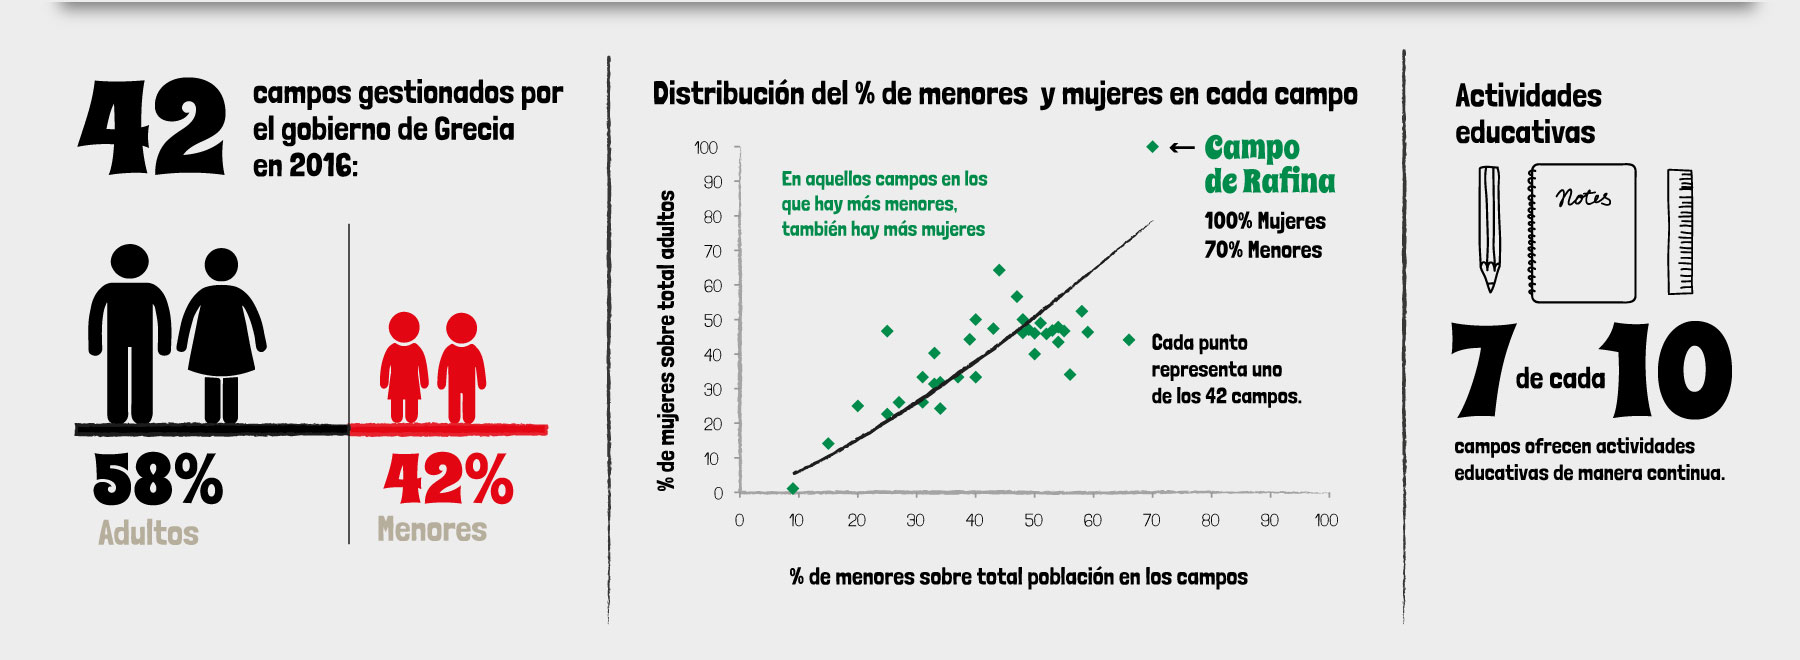 42
campos gestionados por
el gobierno de Grecia
en 2016:
58%
Adultos
42%
Menores
Distribución del % de menores y mujeres en cada campo
% de mujeres sobre total adultos
100
90
80
70
60
50
40
30
20
10
0
En aquellos campos en los
que hay más menores,
también hay más mujeres
Campo
de Rafina
100% Mujeres
70% Menores
Cada punto
representa uno
de los 42 campos.
0 10 20 30 40 50 60 70 80 90 100
% de menores sobre total población en los campos
Actividades
educativas
Notes
7 de cada 10
campos ofrecen actividades
educativas de manera continua.